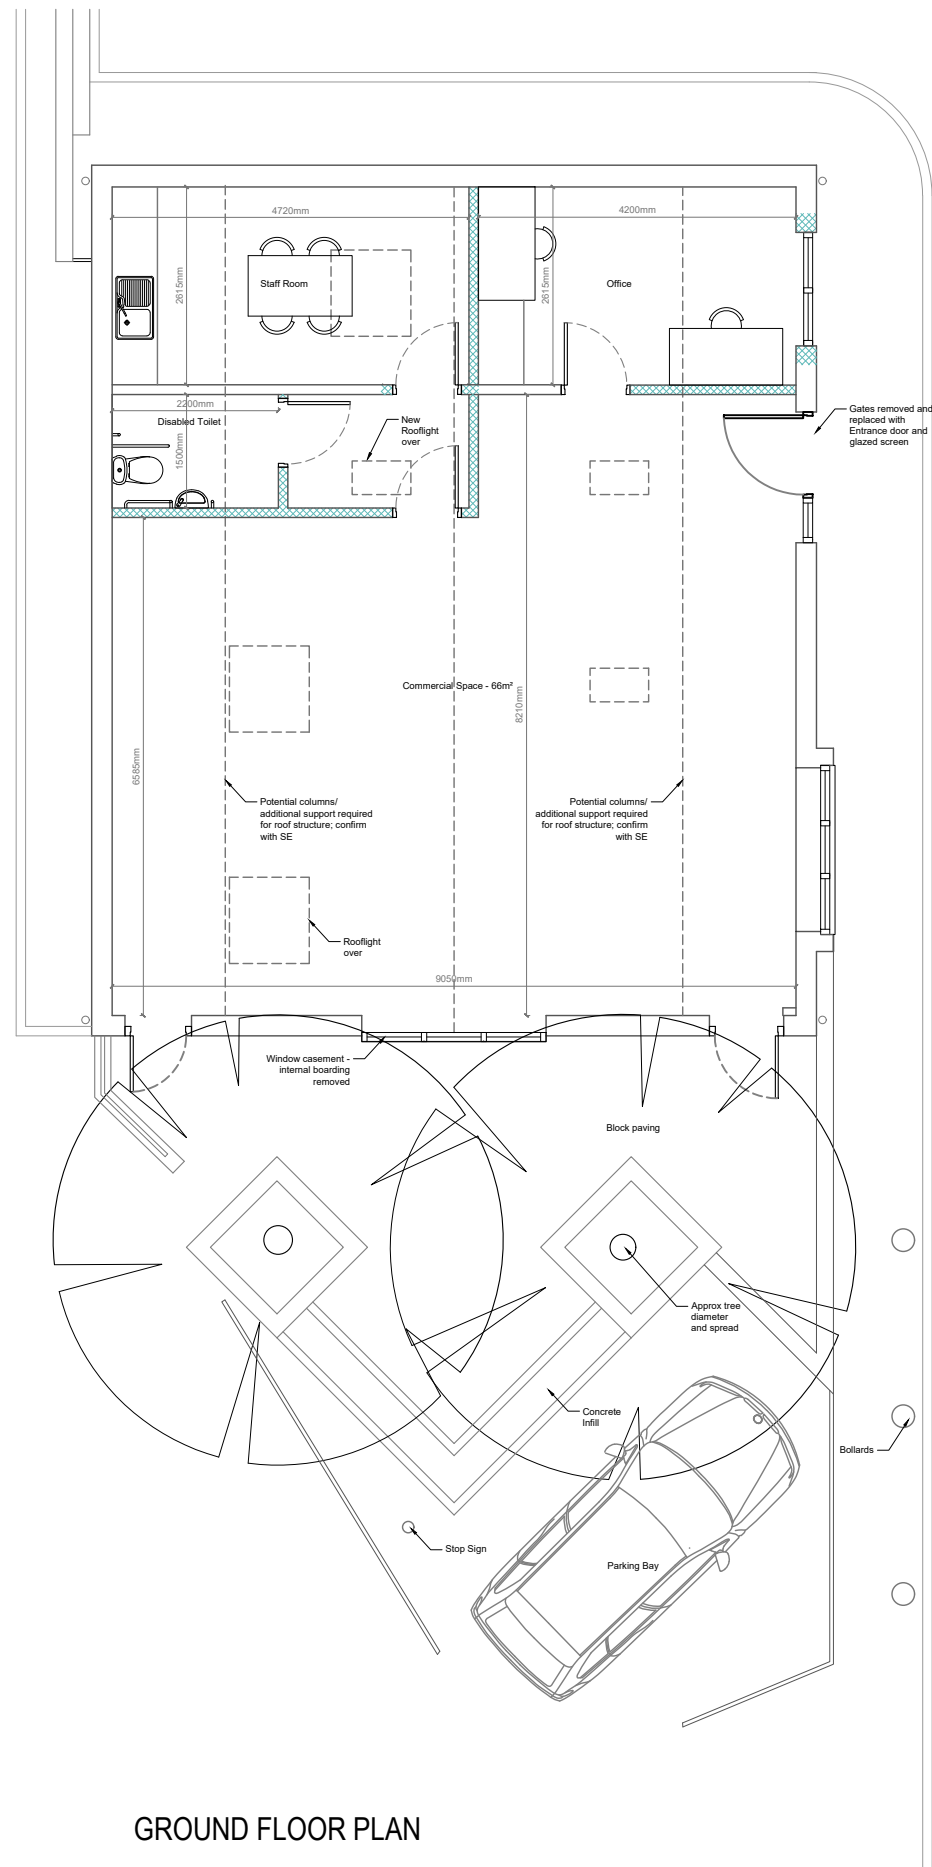 4720mm
4200mm
2615mm
Staff Room
2615mm
Office
2200mm
Disabled Toilet
1500mm
New
Rooflight
over
Gates removed and
replaced with
Entrance door and
glazed screen
Commercial Space - 66m²
8210mm
6585mm
Potential columns/
additional support required
for roof structure; confirm
with SE
Potential columns/
additional support required
for roof structure; confirm
with SE
Rooflight
over
9050mm
Window casement -
internal boarding
removed
Block paving
Approx tree
diameter
and spread
Concrete
Infill
Bollards
Stop Sign
Parking Bay
GROUND FLOOR PLAN